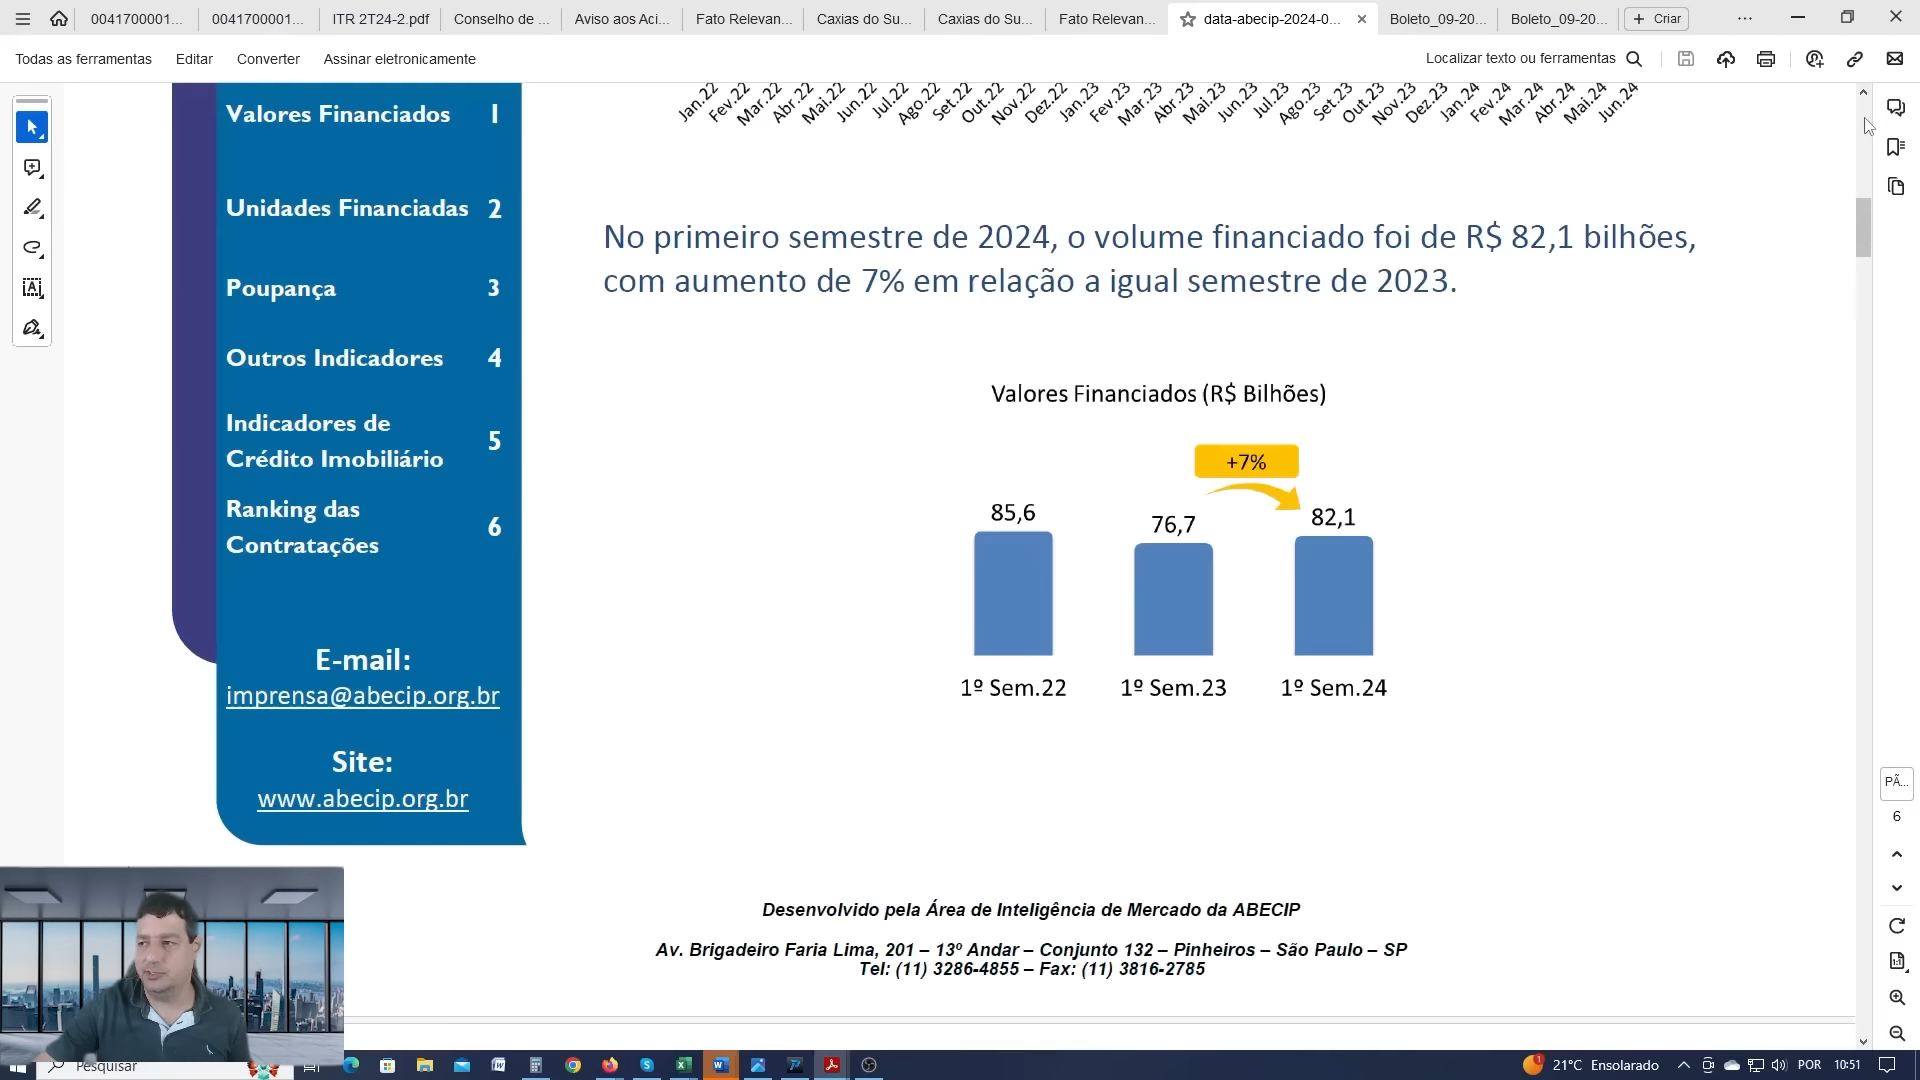 0041700001...
0041700001...
ITR 2T24-2.pdf
Conselho de ...
Aviso aos Aci...
Fato Relevan...
Caxias do Su...
Caxias do Su...
Fato Relevan...
data-abecip-2024-0...
Boleto_09-20...
Boleto_09-20...
+ Criar
Todas as ferramentas
Editar
Converter
Assinar eletronicamente
Localizar texto ou ferramentas
Valores Financiados 1
Unidades Financiadas 2
Poupança 3
Outros Indicadores 4
Indicadores de
Crédito Imobiliário 5
Ranking das
Contratações 6
E-mail:
imprensa@abecip.org.br
Site:
www.abecip.org.br
Jan.22 Fev.22 Mar.22 Abr.22 Mai.22 Jun.22 Jul.22 Ago.22 Set.22 Out.22 Nov.22 Dez.22 Jan.23 Fev.23 Mar.23 Abr.23 Mai.23 Jun.23 Jul.23 Ago.23 Set.23 Out.23 Nov.23 Dez.23 Jan.24 Fev.24 Mar.24 Abr.24 Mai.24 Jun.24
No primeiro semestre de 2024, o volume financiado foi de R$ 82,1 bilhões,
com aumento de 7% em relação a igual semestre de 2023.
Valores Financiados (R$ Bilhões)
+7%
85,6 76,7 82,1
1º Sem.22 1º Sem.23 1º Sem.24
Desenvolvido pela Área de Inteligência de Mercado da ABECIP
Av. Brigadeiro Faria Lima, 201 – 13º Andar – Conjunto 132 – Pinheiros – São Paulo – SP
Tel: (11) 3286-4855 – Fax: (11) 3816-2785
PÃ...
6
Pesquisar
21°C Ensolarado
POR
10:51